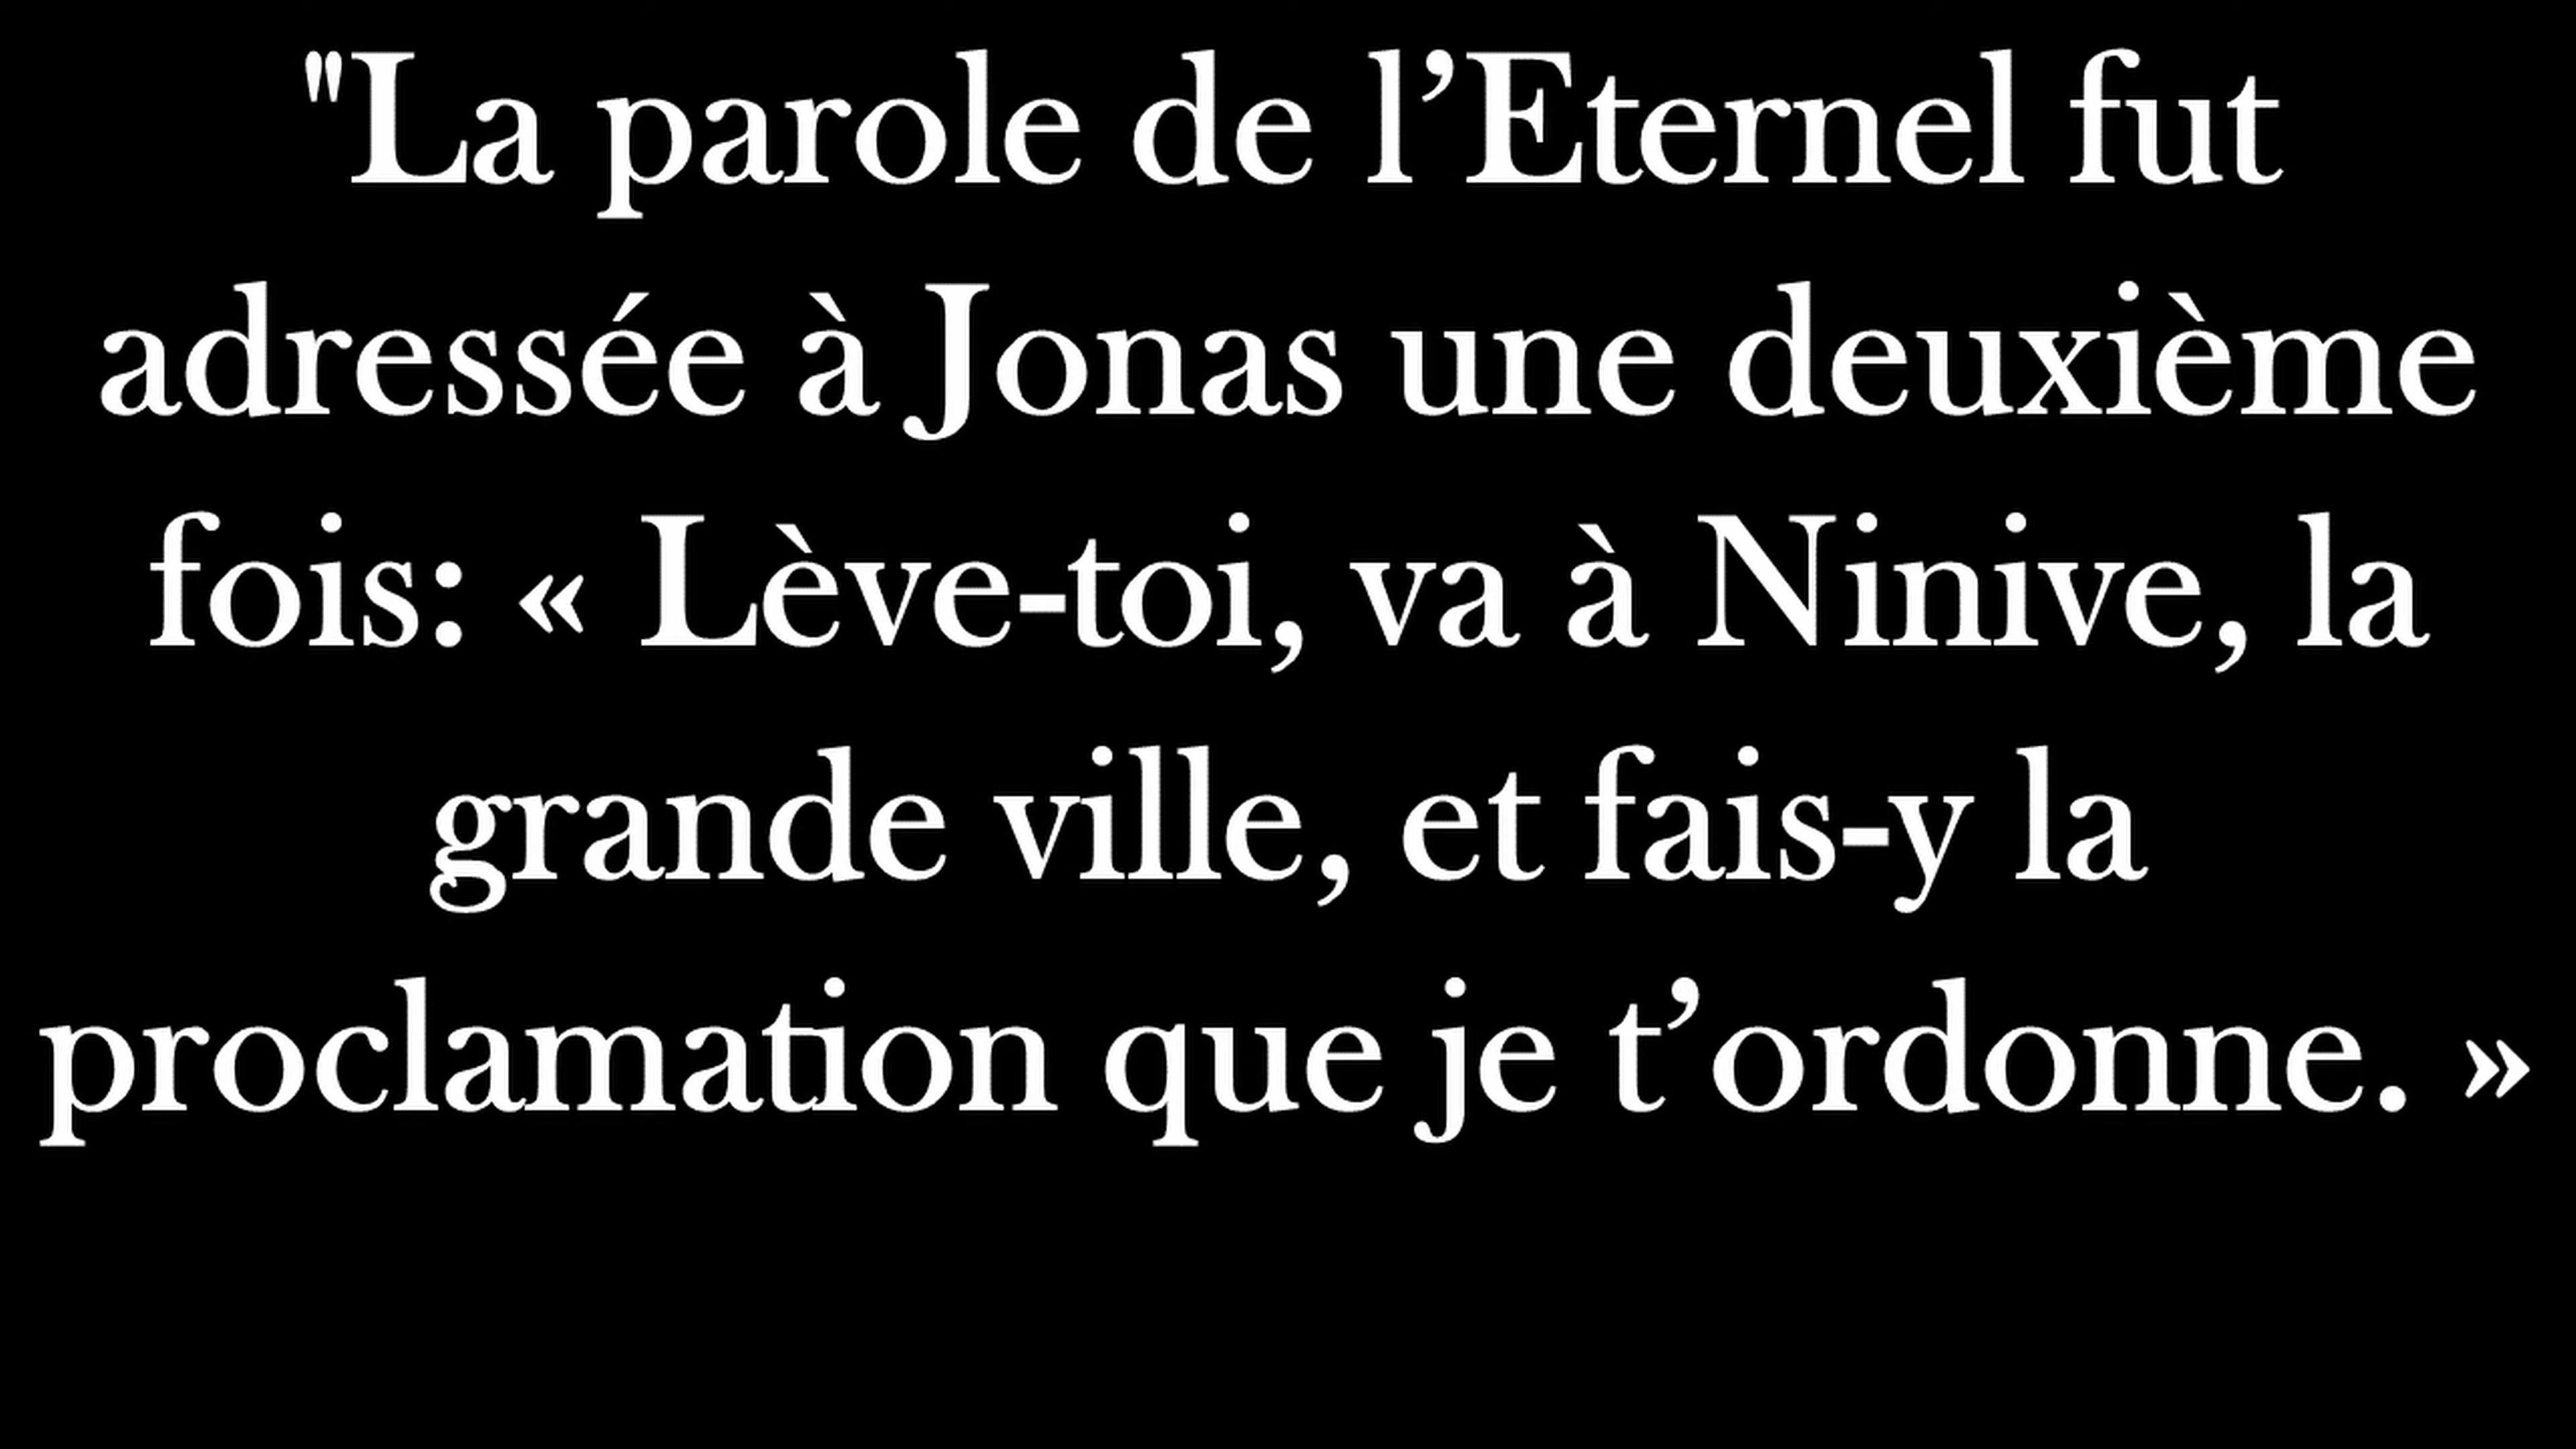 "La parole de l’Eternel fut
adressée à Jonas une deuxième
fois: « Lève-toi, va à Ninive, la
grande ville, et fais-y la
proclamation que je t’ordonne. »